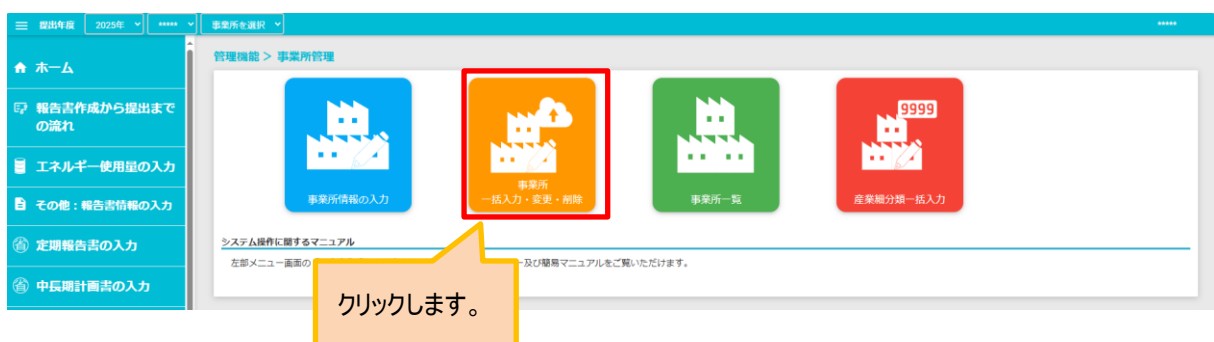 提出年度 2025年 ***** 事業所を選択 *****
管理機能 > 事業所管理
ホーム
報告書作成から提出まで
の流れ
エネルギー使用量の入力
その他:報告書情報の入力
省 定期報告書の入力
省 中長期計画書の入力
事業所情報の入力
事業所
一括入力・変更・削除
事業所一覧
9999
産業細分類一括入力
システム操作に関するマニュアル
左部メニュー画面の
及び簡易マニュアルをご覧いただけます。
クリックします。